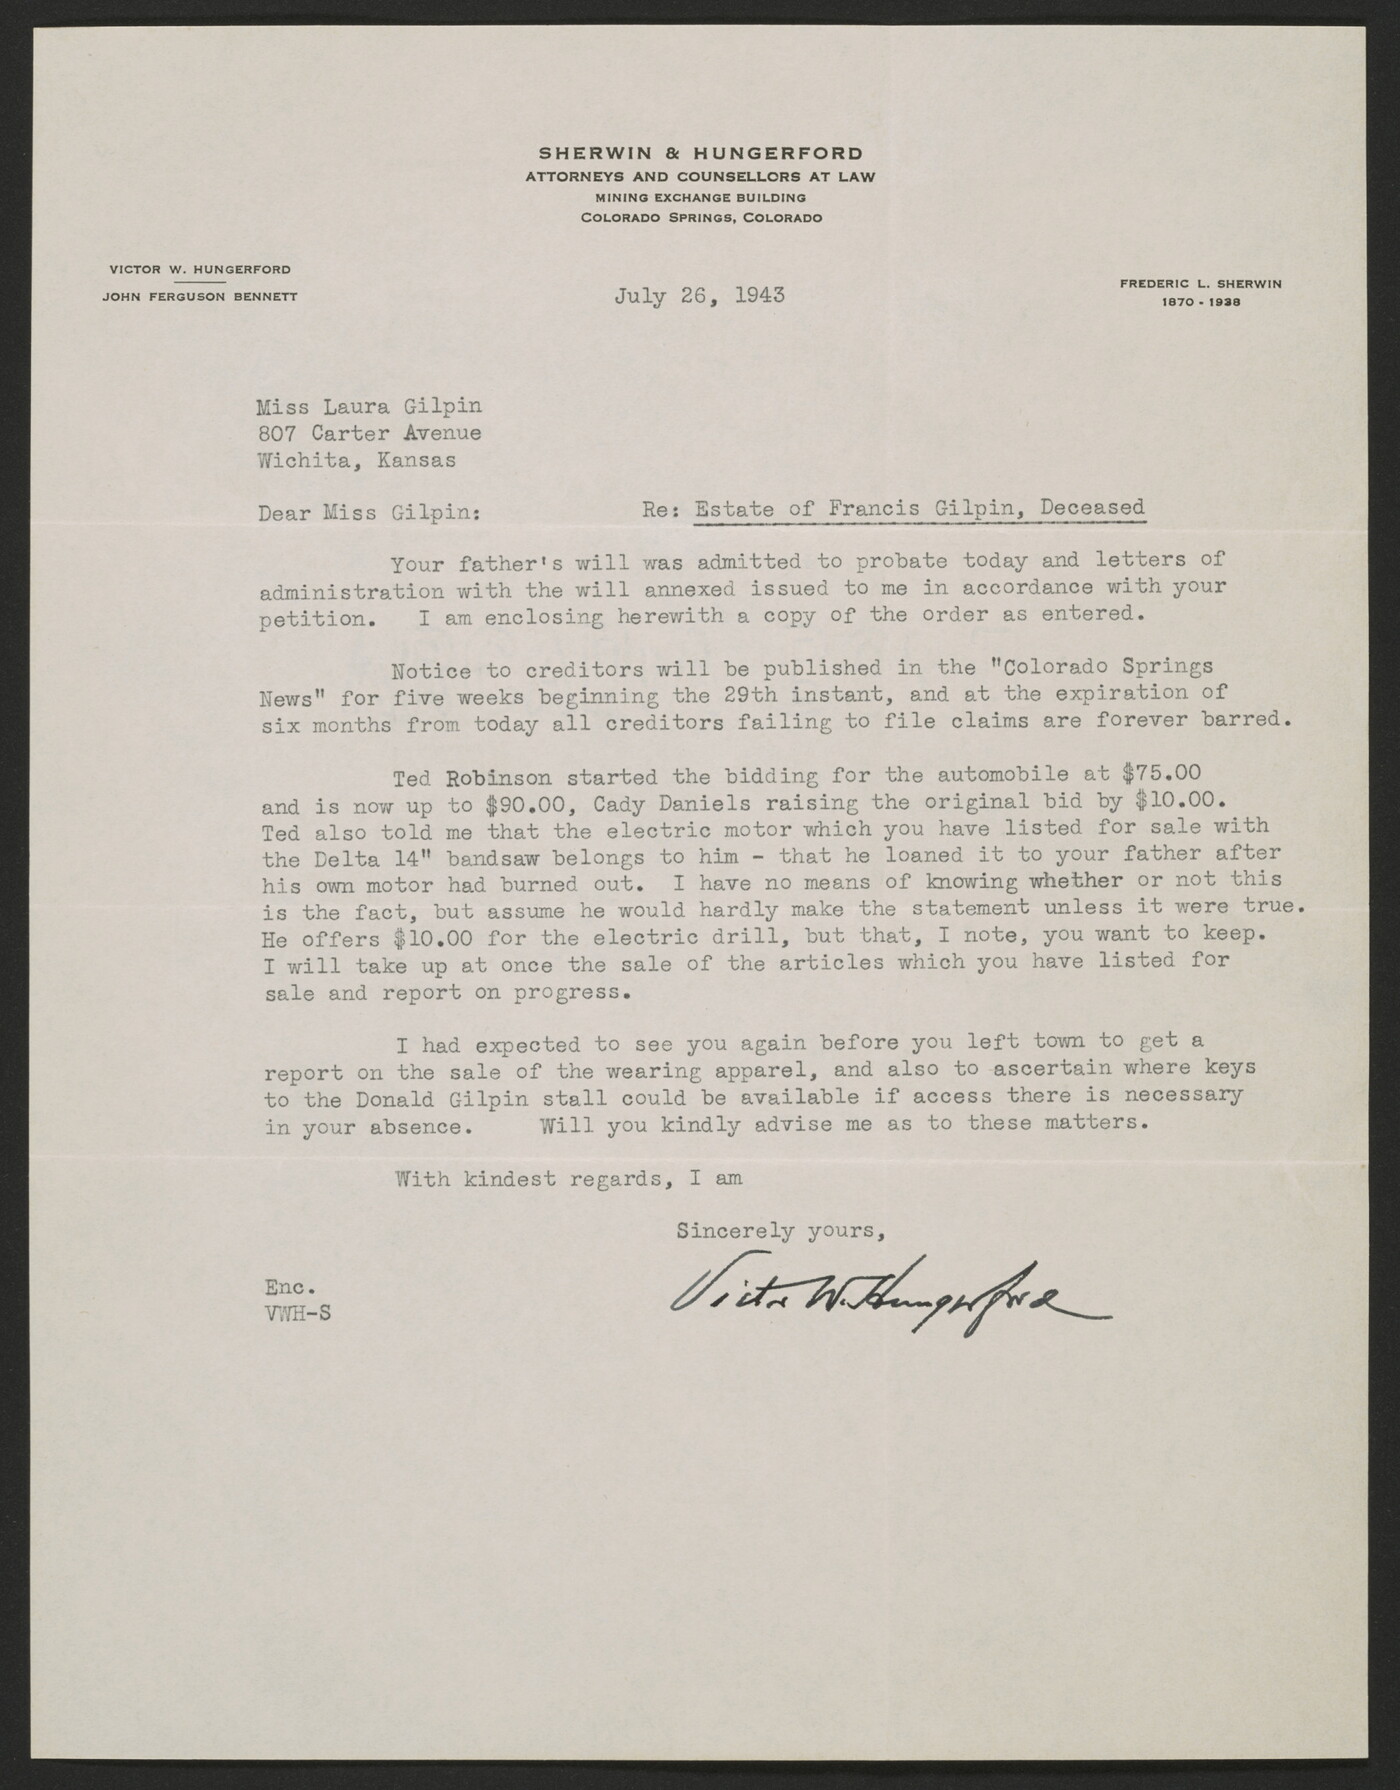 SHERWIN & HUNGERFORD
ATTORNEYS AND COUNSELLORS AT LAW
MINING EXCHANGE BUILDING
COLORADO SPRINGS, COLORADO
VICTOR W. HUNGERFORD
JOHN FERGUSON BENNETT
July 26, 1943
FREDERIC L. SHERWIN
1870 - 1938
Miss Laura Gilpin
807 Carter Avenue
Wichita, Kansas
Dear Miss Gilpin: Re: Estate of Francis Gilpin, Deceased
Your father's will was admitted to probate today and letters of
administration with the will annexed issued to me in accordance with your
petition. I am enclosing herewith a copy of the order as entered.
Notice to creditors will be published in the "Colorado Springs
News" for five weeks beginning the 29th instant, and at the expiration of
six months from today all creditors failing to file claims are forever barred.
Ted Robinson started the bidding for the automobile at $75.00
and is now up to $90.00, Cady Daniels raising the original bid by $10.00.
Ted also told me that the electric motor which you have listed for sale with
the Delta 14" bandsaw belongs to him - that he loaned it to your father after
his own motor had burned out. I have no means of knowing whether or not this
is the fact, but assume he would hardly make the statement unless it were true.
He offers $10.00 for the electric drill, but that, I note, you want to keep.
I will take up at once the sale of the articles which you have listed for
sale and report on progress.
I had expected to see you again before you left town to get a
report on the sale of the wearing apparel, and also to ascertain where keys
to the Donald Gilpin stall could be available if access there is necessary
in your absence. Will you kindly advise me as to these matters.
With kindest regards, I am
Sincerely yours,
Victor W. Hungerford
Enc.
VWH-S